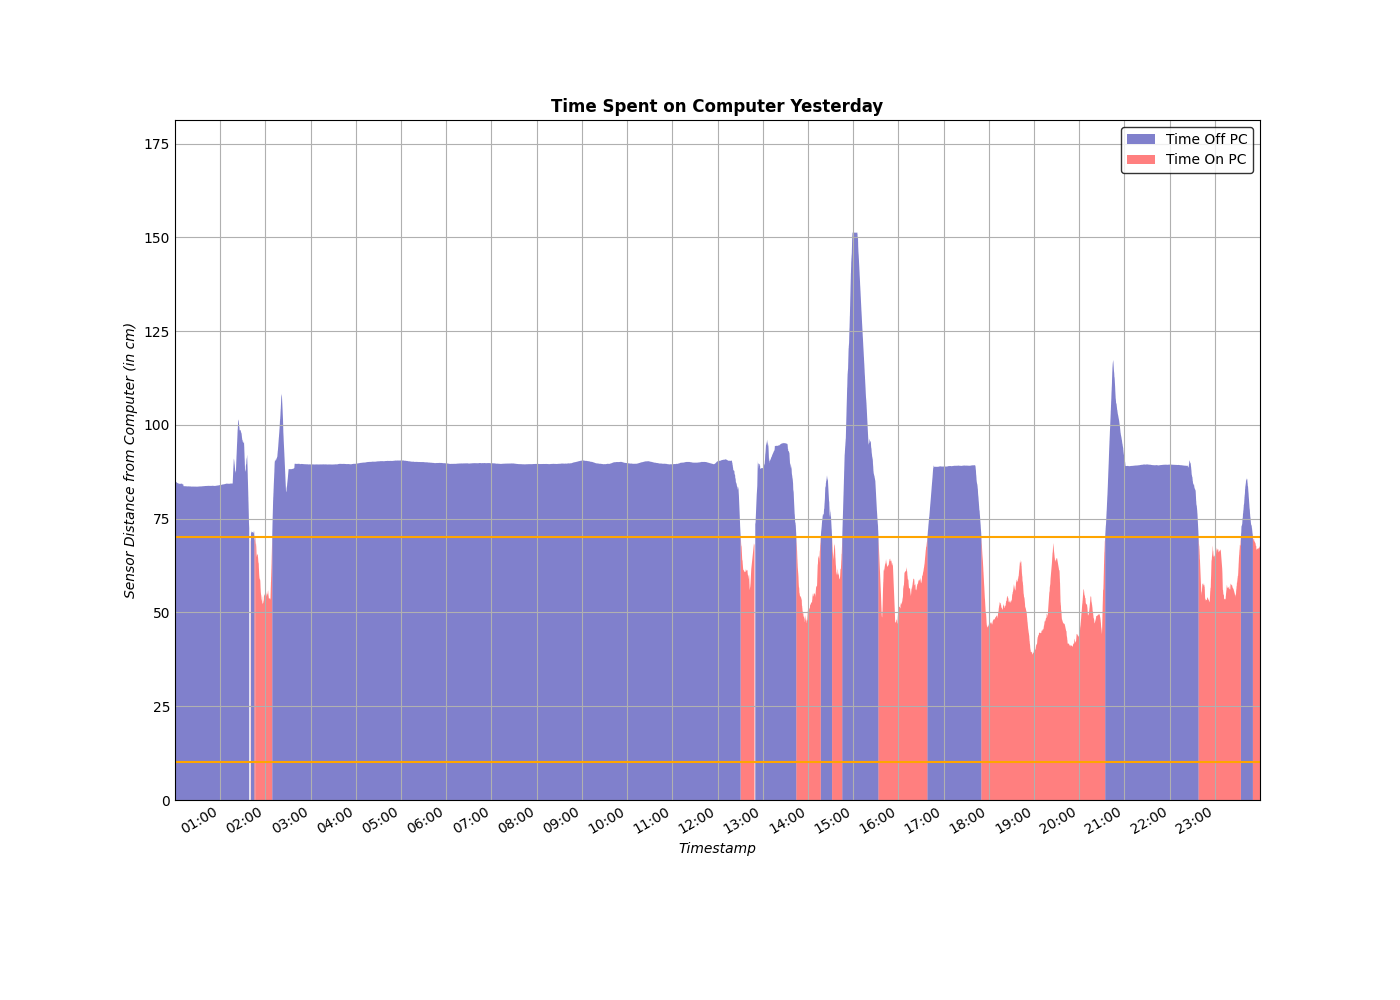 Time Spent on Computer Yesterday
Time Off PC
Time On PC
175
150
125
100
75
50
25
0
Sensor Distance from Computer (in cm)
01:00 02:00 03:00 04:00 05:00 06:00 07:00 08:00 09:00 10:00 11:00 12:00 13:00 14:00 15:00 16:00 17:00 18:00 19:00 20:00 21:00 22:00 23:00
Timestamp